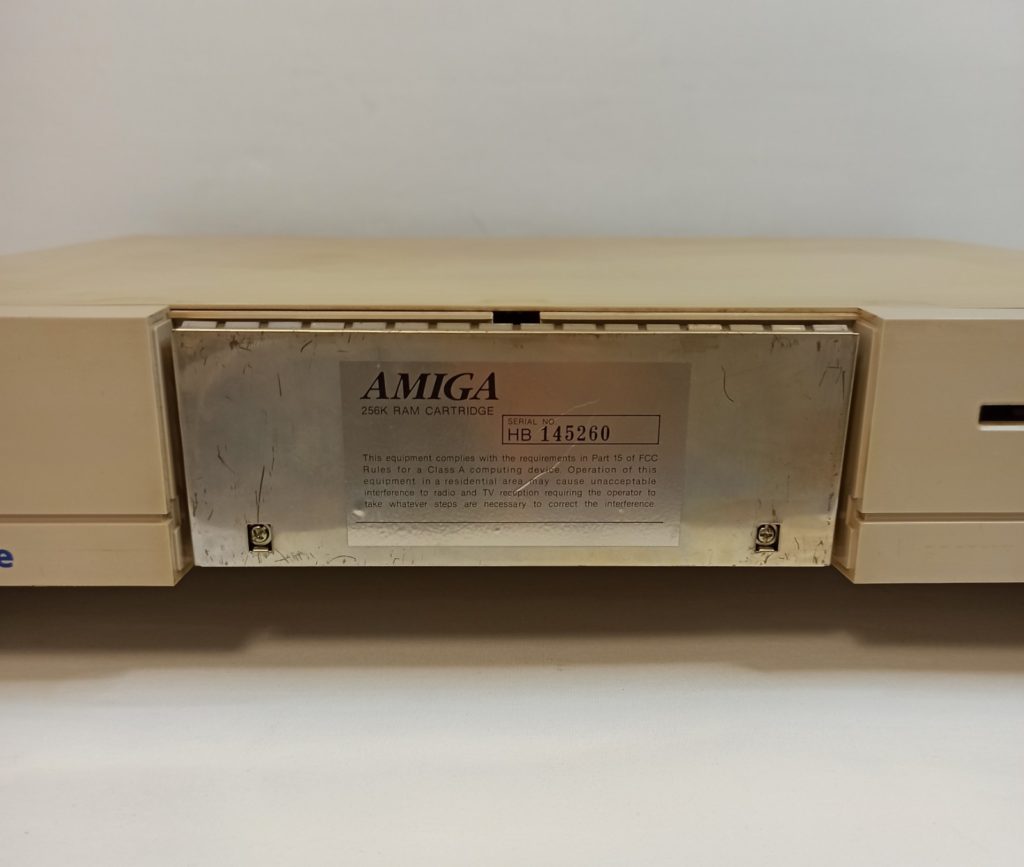 AMIGA
256K RAM CARTRIDGE
SERIAL NO.
HB 145260
This equipment complies with the requirements in Part 15 of FCC
Rules for a Class A computing device. Operation of this
equipment in a residential area may cause unacceptable
interference to radio and TV reception requiring the operator to
take whatever steps are necessary to correct the interference.
e